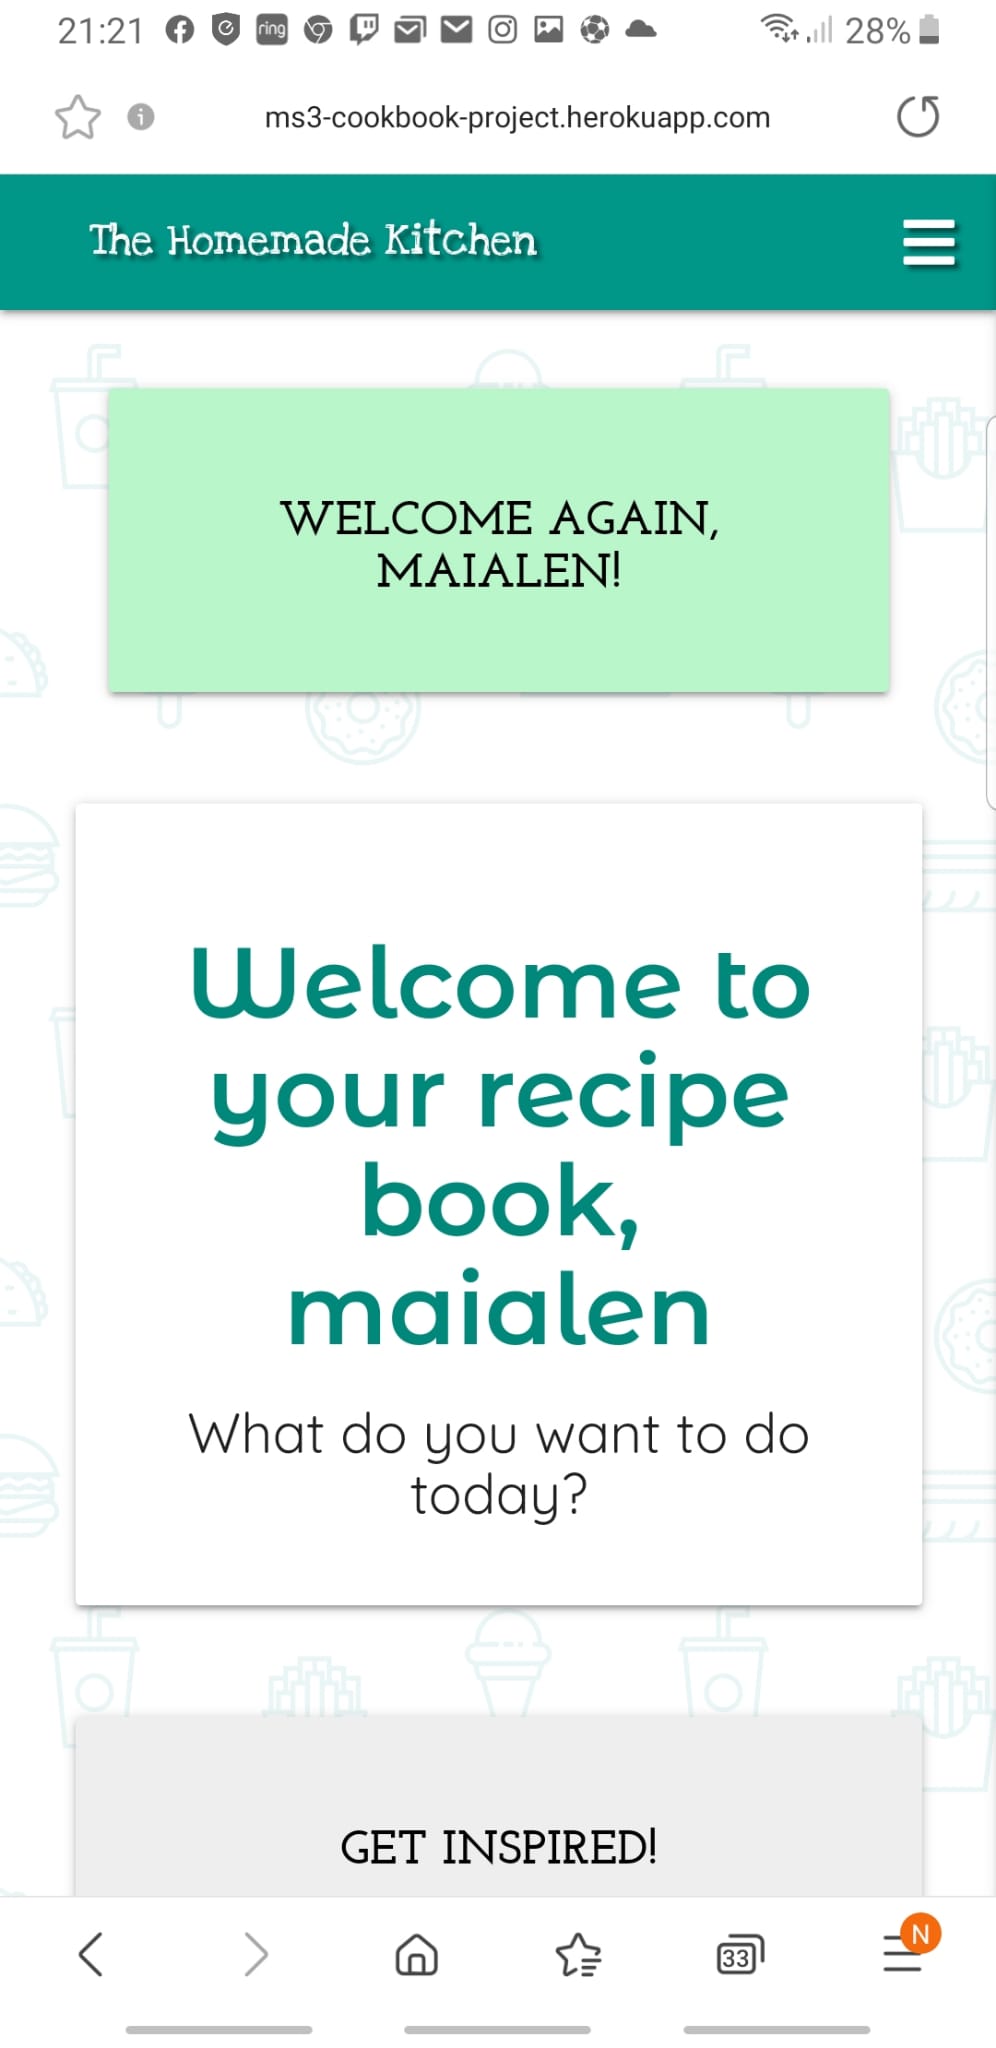 21:21
ring
28%
ms3-cookbook-project.herokuapp.com
The Homemade Kitchen
WELCOME AGAIN,
MAIALEN!
Welcome to
your recipe
book,
maialen
What do you want to do
today?
GET INSPIRED!
33
N